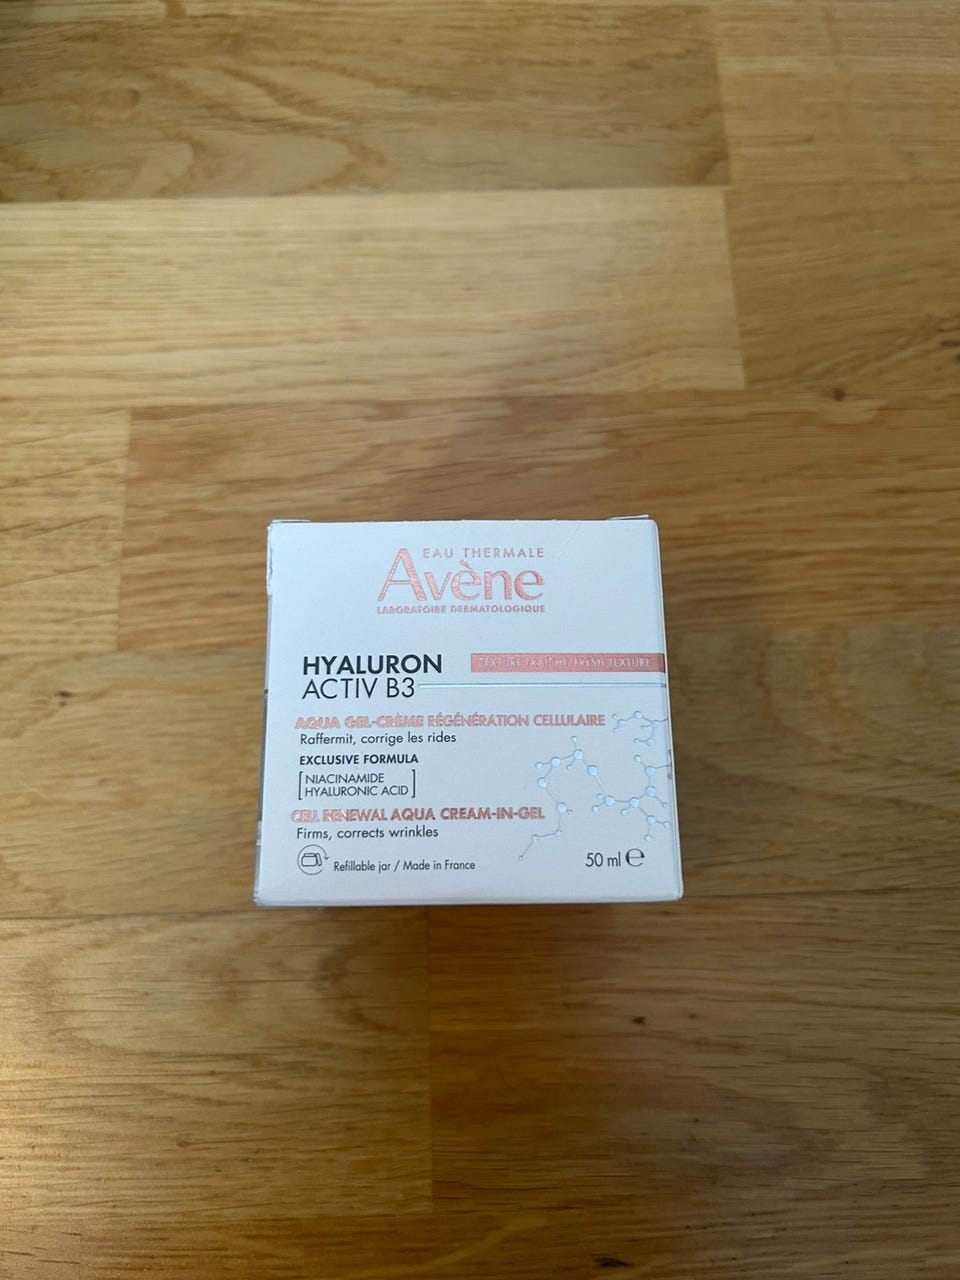 EAU THERMALE
Avène
LABORATOIRE DERMATOLOGIQUE
HYALURON
TEXTURE FRAÎCHE/FRESH TEXTURE
ACTIV B3
AQUA GEL-CRÈME RÉGÉNÉRATION CELLULAIRE
Raffermit, corrige les rides
EXCLUSIVE FORMULA
[NIACINAMIDE
HYALURONIC ACID]
CELL RENEWAL AQUA CREAM-IN-GEL
Firms, corrects wrinkles
Refillable jar / Made in France
50 ml ℮